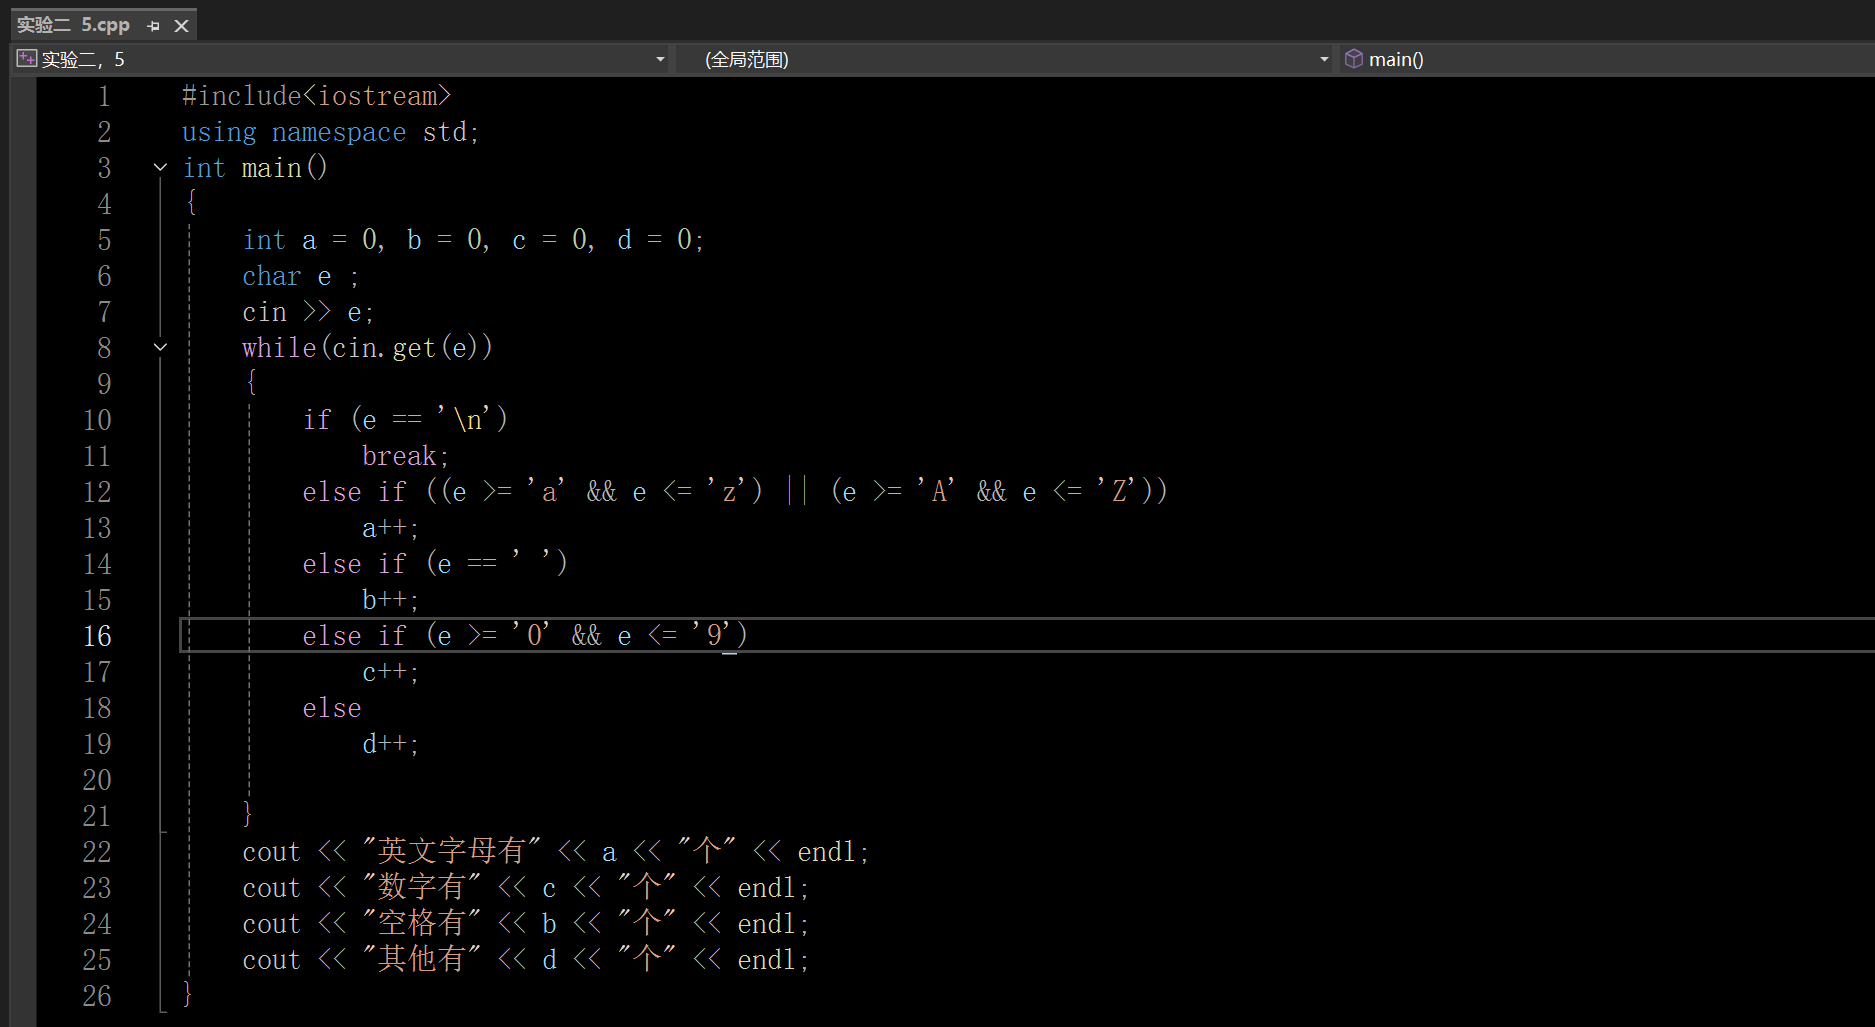 实验二 5.cpp
实验二，5 (全局范围) main()
1 #include<iostream>
2 using namespace std;
3 int main()
4 {
5     int a = 0, b = 0, c = 0, d = 0;
6     char e ;
7     cin >> e;
8     while(cin.get(e))
9     {
10         if (e == '\n')
11             break;
12         else if ((e >= 'a' && e <= 'z') || (e >= 'A' && e <= 'Z'))
13             a++;
14         else if (e == ' ')
15             b++;
16         else if (e >= '0' && e <= '9')
17             c++;
18         else
19             d++;
20
21     }
22     cout << "英文字母有" << a << "个" << endl;
23     cout << "数字有" << c << "个" << endl;
24     cout << "空格有" << b << "个" << endl;
25     cout << "其他有" << d << "个" << endl;
26 }